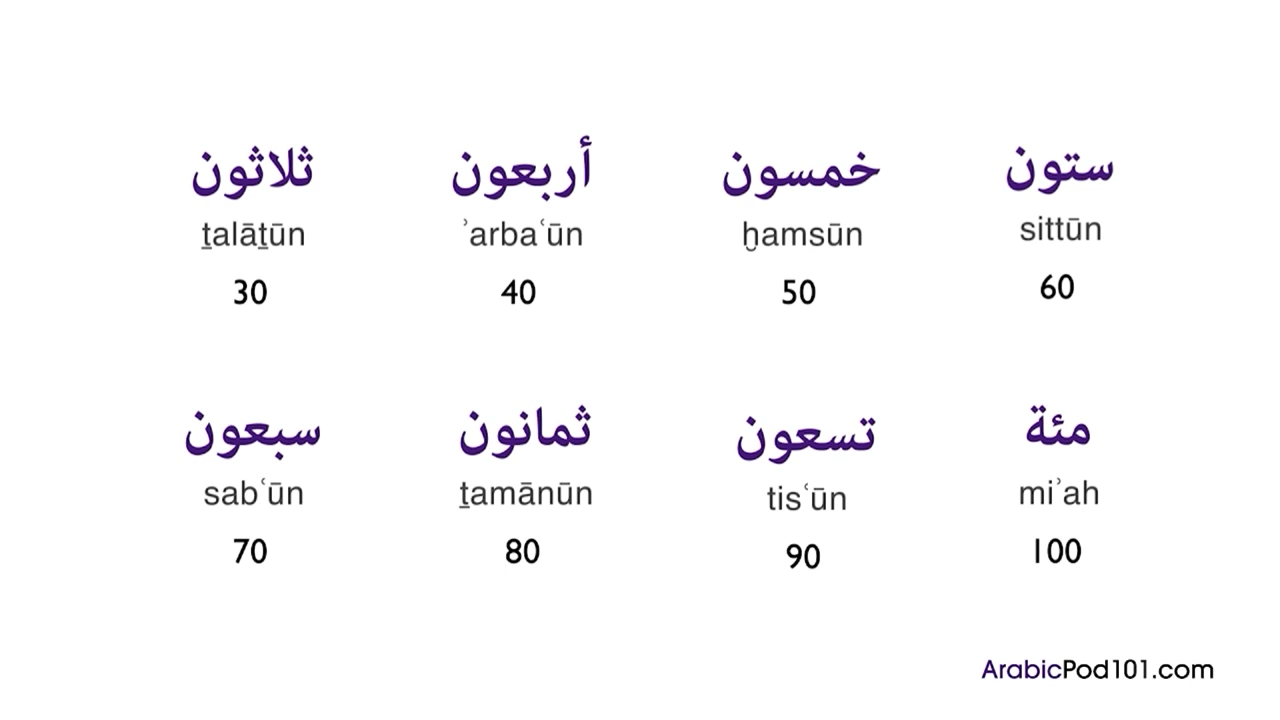 ثلاثون
ṯalāṯūn
30
أربعون
ʾarbaʿūn
40
خمسون
ḫamsūn
50
ستون
sittūn
60
سبعون
sabʿūn
70
ثمانون
ṯamānūn
80
تسعون
tisʿūn
90
مئة
miʾah
100
ArabicPod101.com